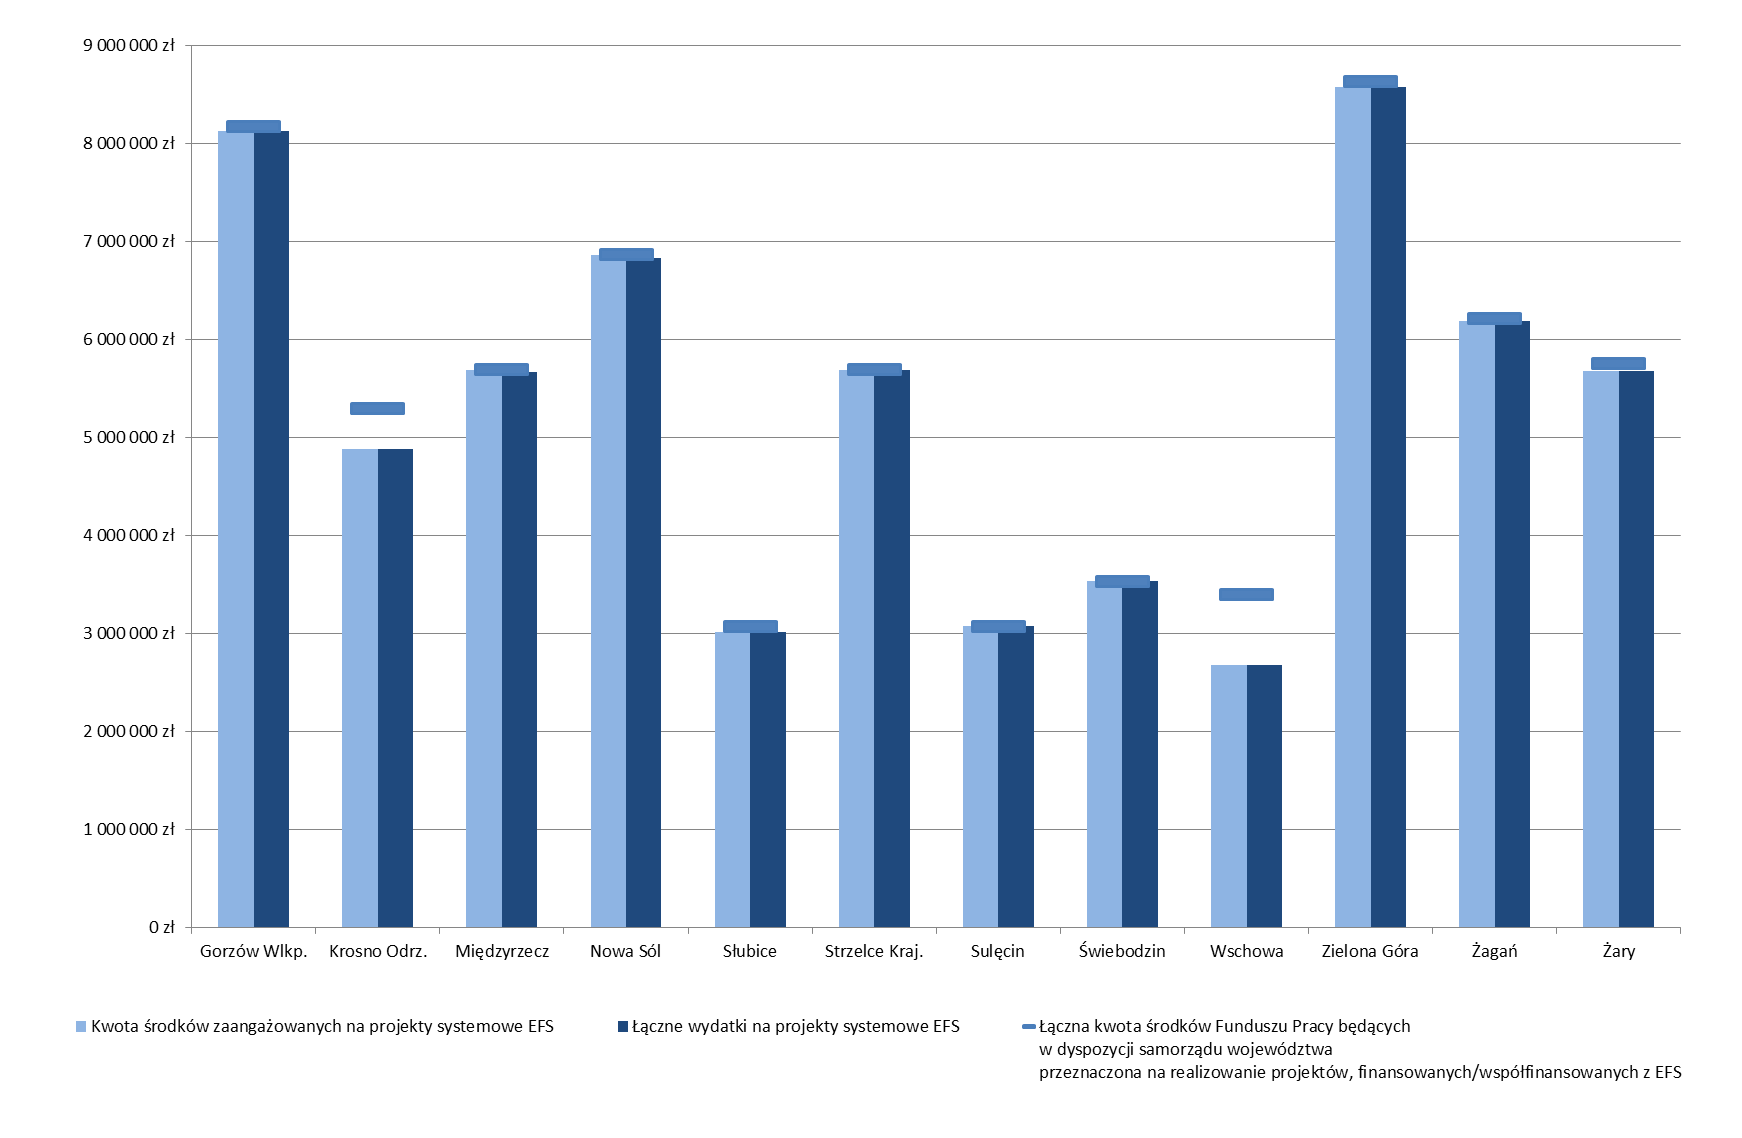 9 000 000 zł
8 000 000 zł
7 000 000 zł
6 000 000 zł
5 000 000 zł
4 000 000 zł
3 000 000 zł
2 000 000 zł
1 000 000 zł
0 zł
Gorzów Wlkp. Krosno Odrz. Międzyrzecz Nowa Sól Słubice Strzelce Kraj. Sulęcin Świebodzin Wschowa Zielona Góra Żagań Żary
Kwota środków zaangażowanych na projekty systemowe EFS Łączne wydatki na projekty systemowe EFS Łączna kwota środków Funduszu Pracy będących
w dyspozycji samorządu województwa
przeznaczona na realizowanie projektów, finansowanych/współfinansowanych z EFS